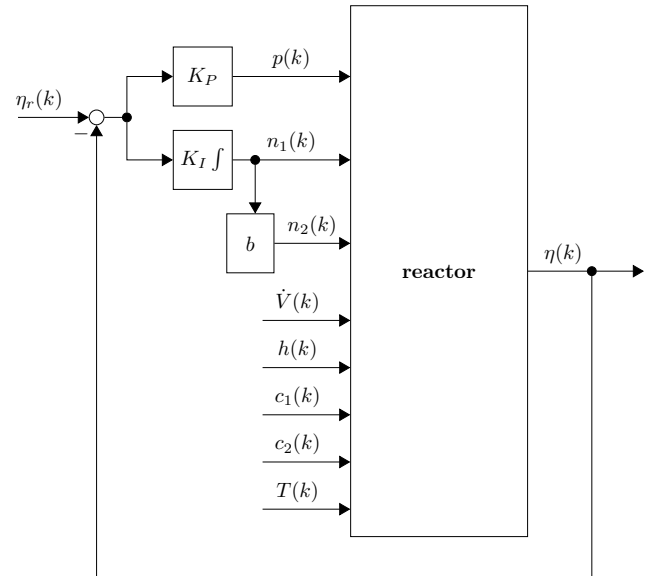 p(k)
K_P
η_r(k)
−
n_1(k)
K_I ∫
n_2(k)
b
η(k)
reactor
V̇(k)
h(k)
c_1(k)
c_2(k)
T(k)